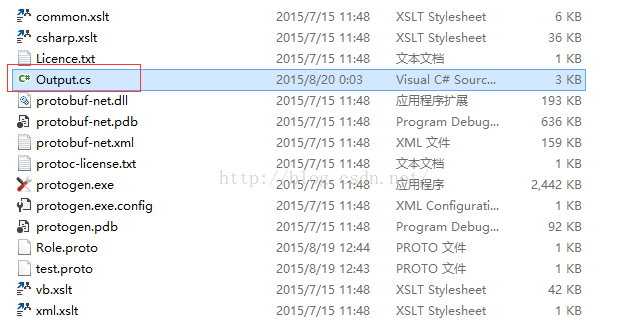 common.xslt 2015/7/15 11:48 XSLT Stylesheet 6 KB
csharp.xslt 2015/7/15 11:48 XSLT Stylesheet 36 KB
Licence.txt 2015/7/15 11:48 文本文档 1 KB
C# Output.cs 2015/8/20 0:03 Visual C# Sourc... 3 KB
protobuf-net.dll 2015/7/15 11:48 应用程序扩展 193 KB
protobuf-net.pdb 2015/7/15 11:48 Program Debug... 636 KB
protobuf-net.xml 2015/7/15 11:48 XML 文件 159 KB
protoc-license.txt 2015/7/15 11:48 文本文档 1 KB
http://blog.csdn.net/
protogen.exe 2015/7/15 11:48 应用程序 2,442 KB
protogen.exe.config 2015/7/15 11:48 XML Configurati... 1 KB
protogen.pdb 2015/7/15 11:48 Program Debug... 92 KB
Role.proto 2015/8/19 12:44 PROTO 文件 1 KB
test.proto 2015/8/19 12:43 PROTO 文件 1 KB
vb.xslt 2015/7/15 11:48 XSLT Stylesheet 42 KB
xml.xslt 2015/7/15 11:48 XSLT Stylesheet 1 KB